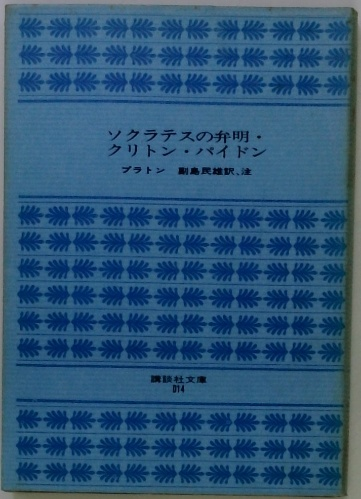 ソクラテスの弁明・
クリトン・パイドン
プラトン　副島民雄訳、注
講談社文庫
D14